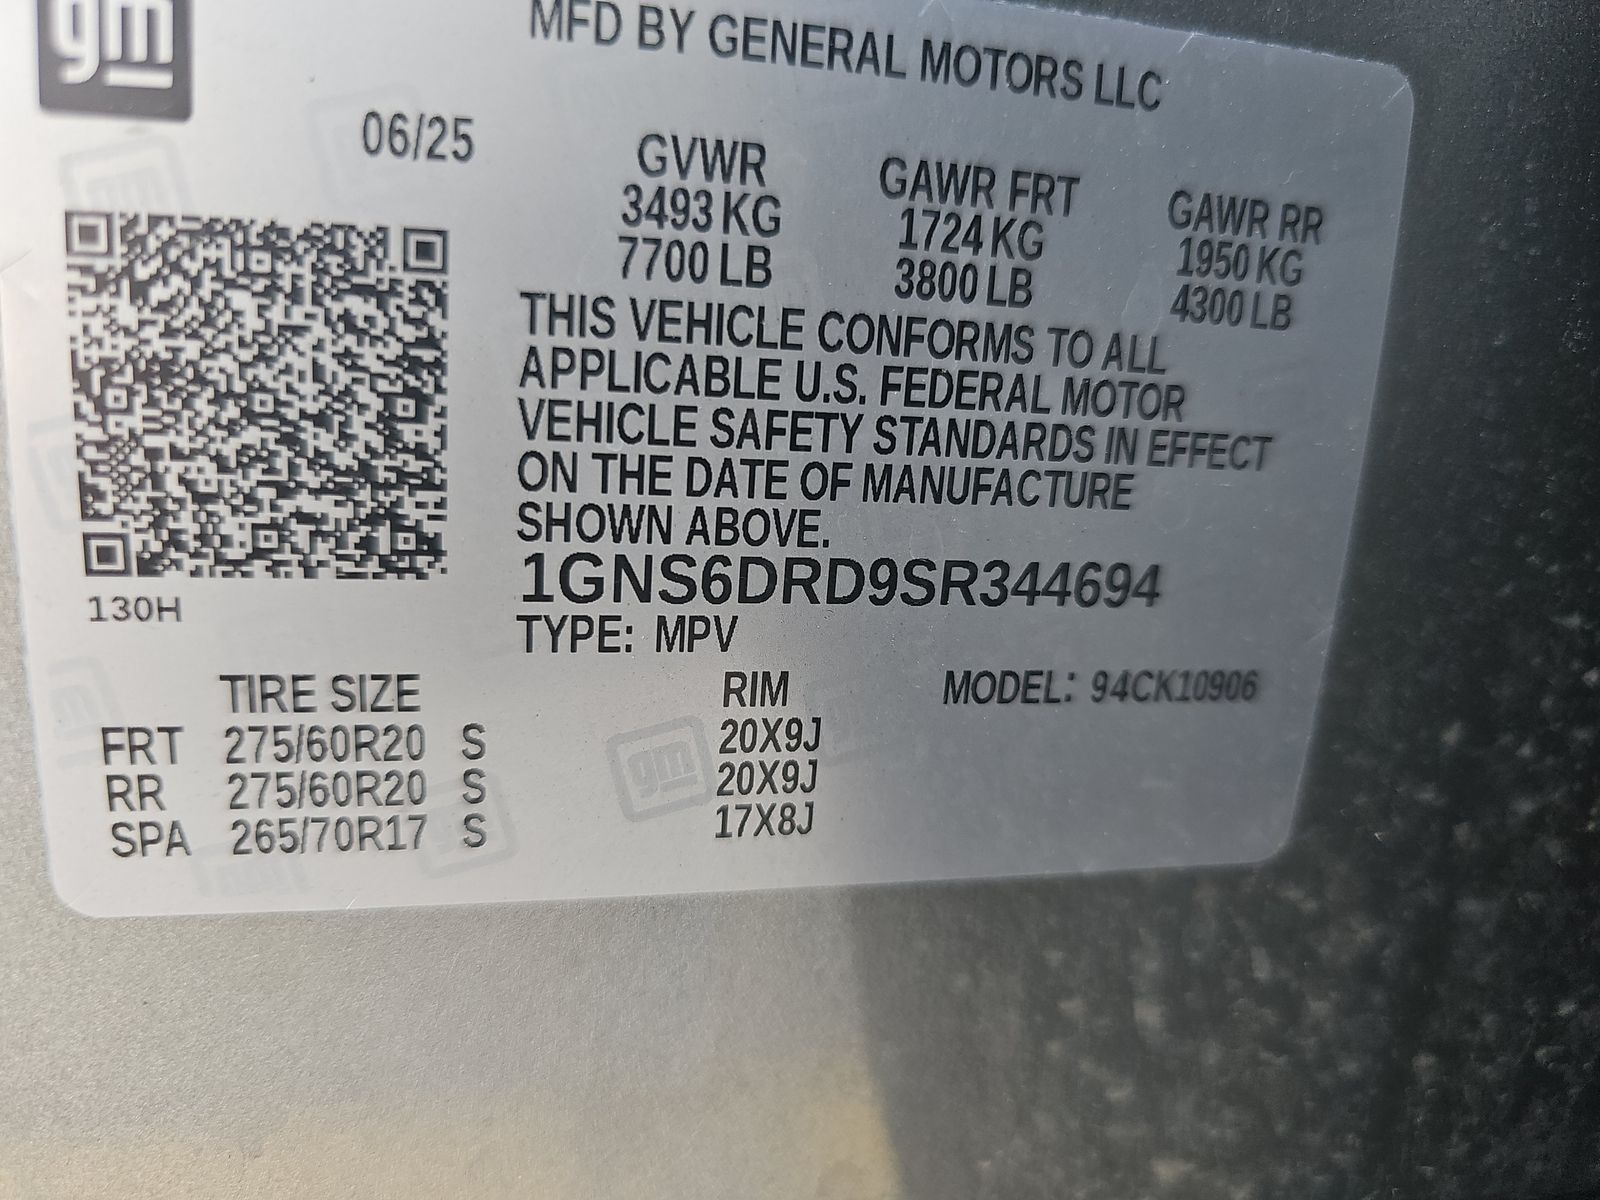 gm
MFD BY GENERAL MOTORS LLC
06/25
GVWR GAWR FRT GAWR RR
3493 KG 1724 KG 1950 KG
7700 LB 3800 LB 4300 LB
THIS VEHICLE CONFORMS TO ALL
APPLICABLE U.S. FEDERAL MOTOR
VEHICLE SAFETY STANDARDS IN EFFECT
ON THE DATE OF MANUFACTURE
SHOWN ABOVE.
1GNS6DRD9SR344694
130H
TYPE: MPV
TIRE SIZE RIM MODEL: 94CK10906
FRT 275/60R20 S 20X9J
RR 275/60R20 S 20X9J
SPA 265/70R17 S 17X8J
gm